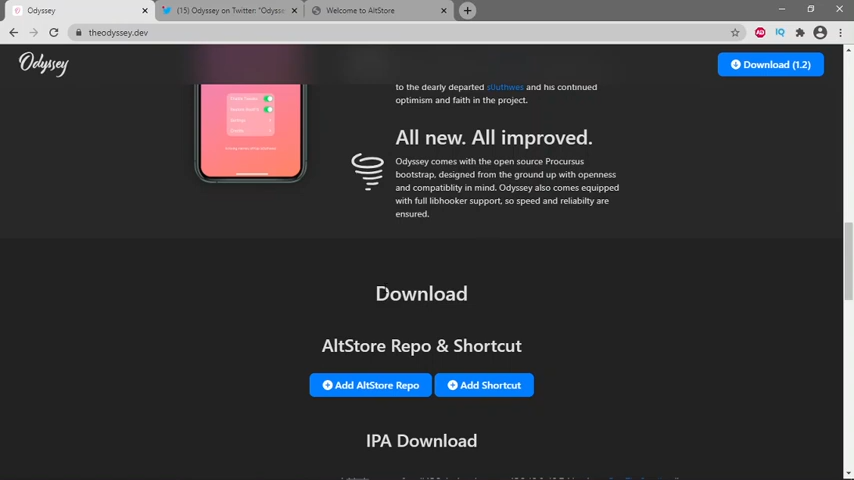 Odyssey
(15) Odyssey on Twitter: "Odysse
Welcome to AltStore
theodyssey.dev
AD
IQ
Odyssey
Download (1.2)
to the dearly departed s0uthwes and his continued
optimism and faith in the project.
All new. All improved.
Odyssey comes with the open source Procursus
bootstrap, designed from the ground up with openness
and compatiblity in mind. Odyssey also comes equipped
with full libhooker support, so speed and reliabilty are
ensured.
Download
AltStore Repo & Shortcut
Add AltStore Repo
Add Shortcut
IPA Download